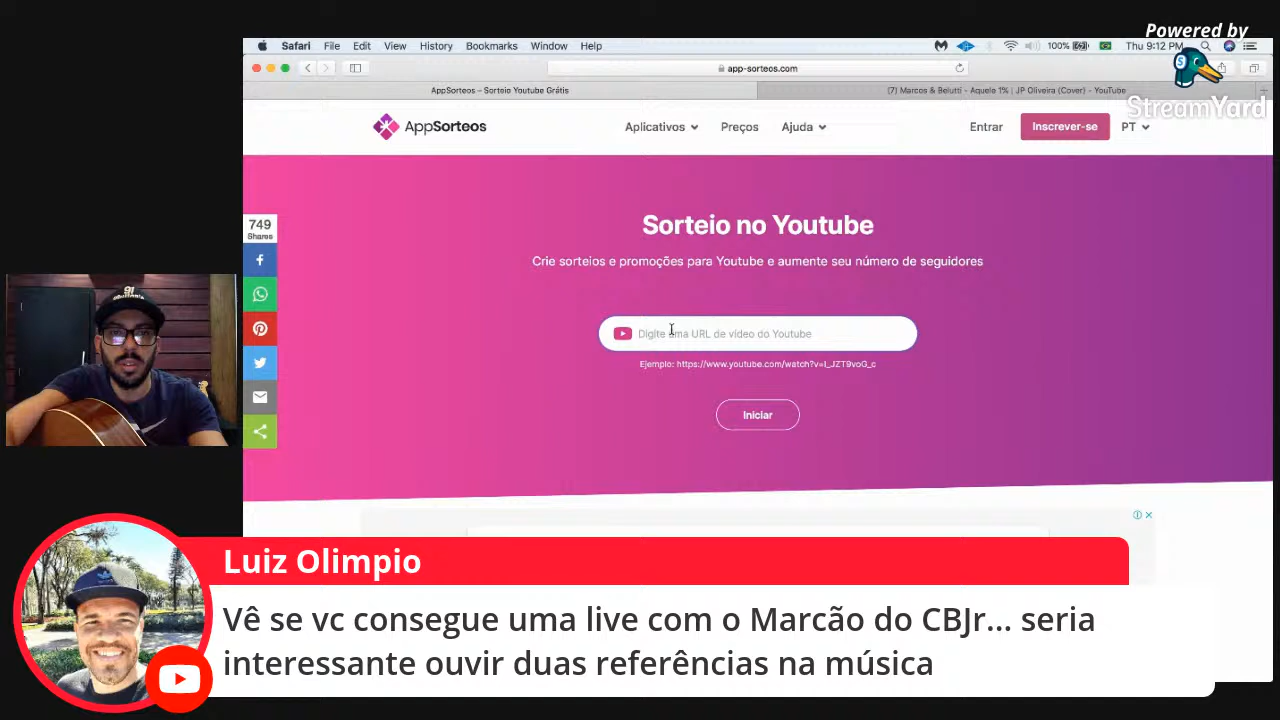 Powered by
StreamYard
Safari File Edit View History Bookmarks Window Help
100% Thu 9:12 PM
app-sorteos.com
AppSorteos – Sorteio Youtube Grátis
(7) Marcos & Belutti - Aquele 1% | JP Oliveira (Cover) - YouTube
AppSorteos
Aplicativos Preços Ajuda Entrar Inscrever-se PT
749
Shares
Sorteio no Youtube
Crie sorteios e promoções para Youtube e aumente seu número de seguidores
Digite uma URL de vídeo do Youtube
Ejemplo: https://www.youtube.com/watch?v=I_JZT9voG_c
Iniciar
Luiz Olimpio
Vê se vc consegue uma live com o Marcão do CBJr... seria
interessante ouvir duas referências na música